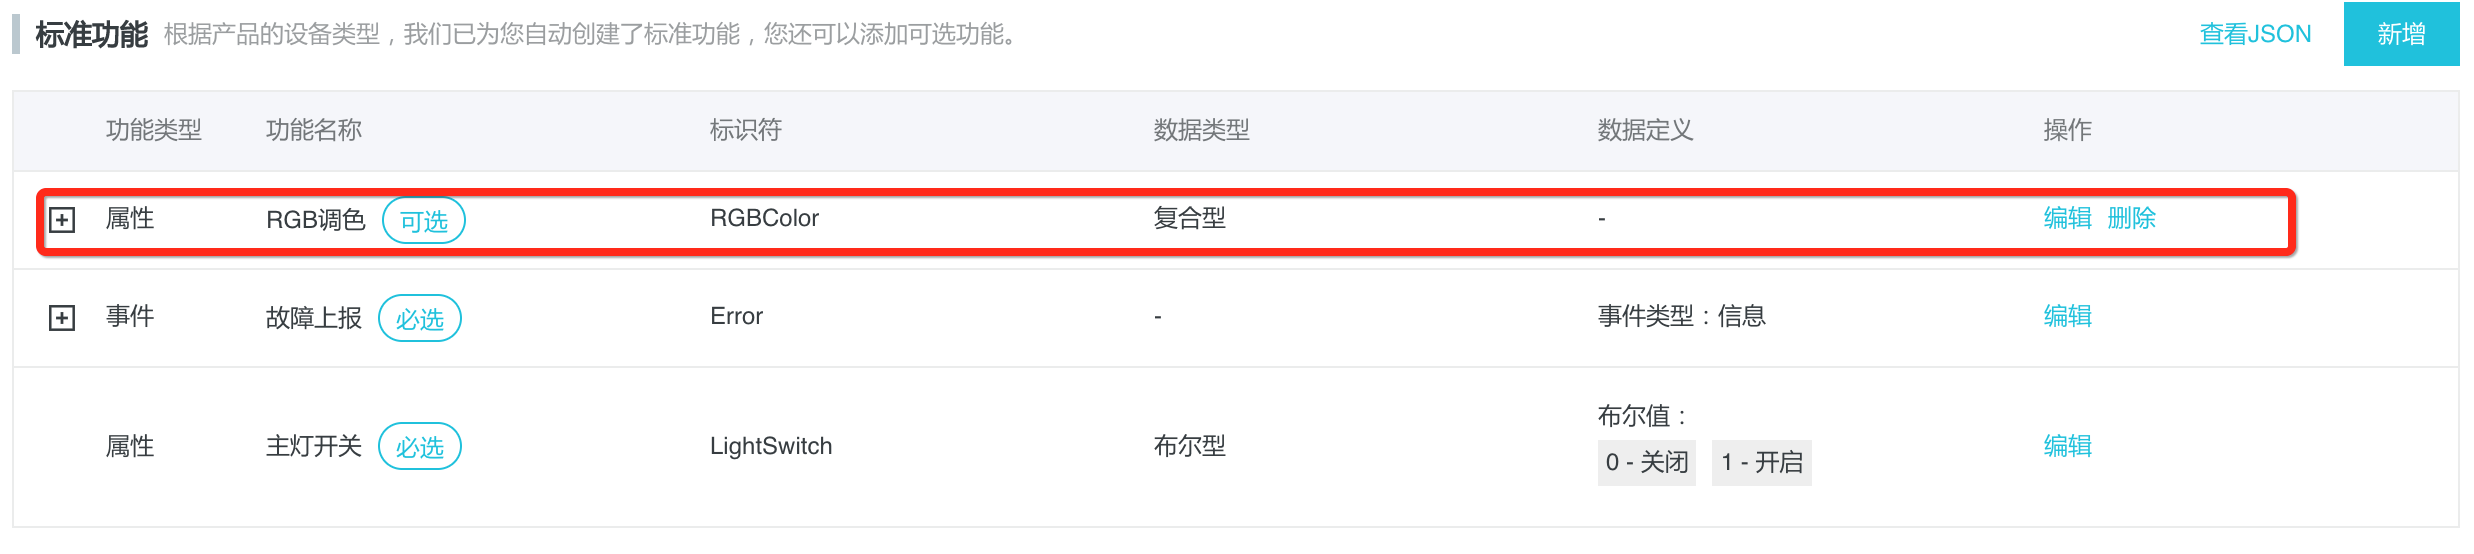 标准功能 根据产品的设备类型，我们已为您自动创建了标准功能，您还可以添加可选功能。 查看JSON 新增
功能类型 功能名称 标识符 数据类型 数据定义 操作
属性 RGB调色 可选 RGBColor 复合型 - 编辑 删除
事件 故障上报 必选 Error - 事件类型：信息 编辑
属性 主灯开关 必选 LightSwitch 布尔型 布尔值： 编辑
0 - 关闭 1 - 开启